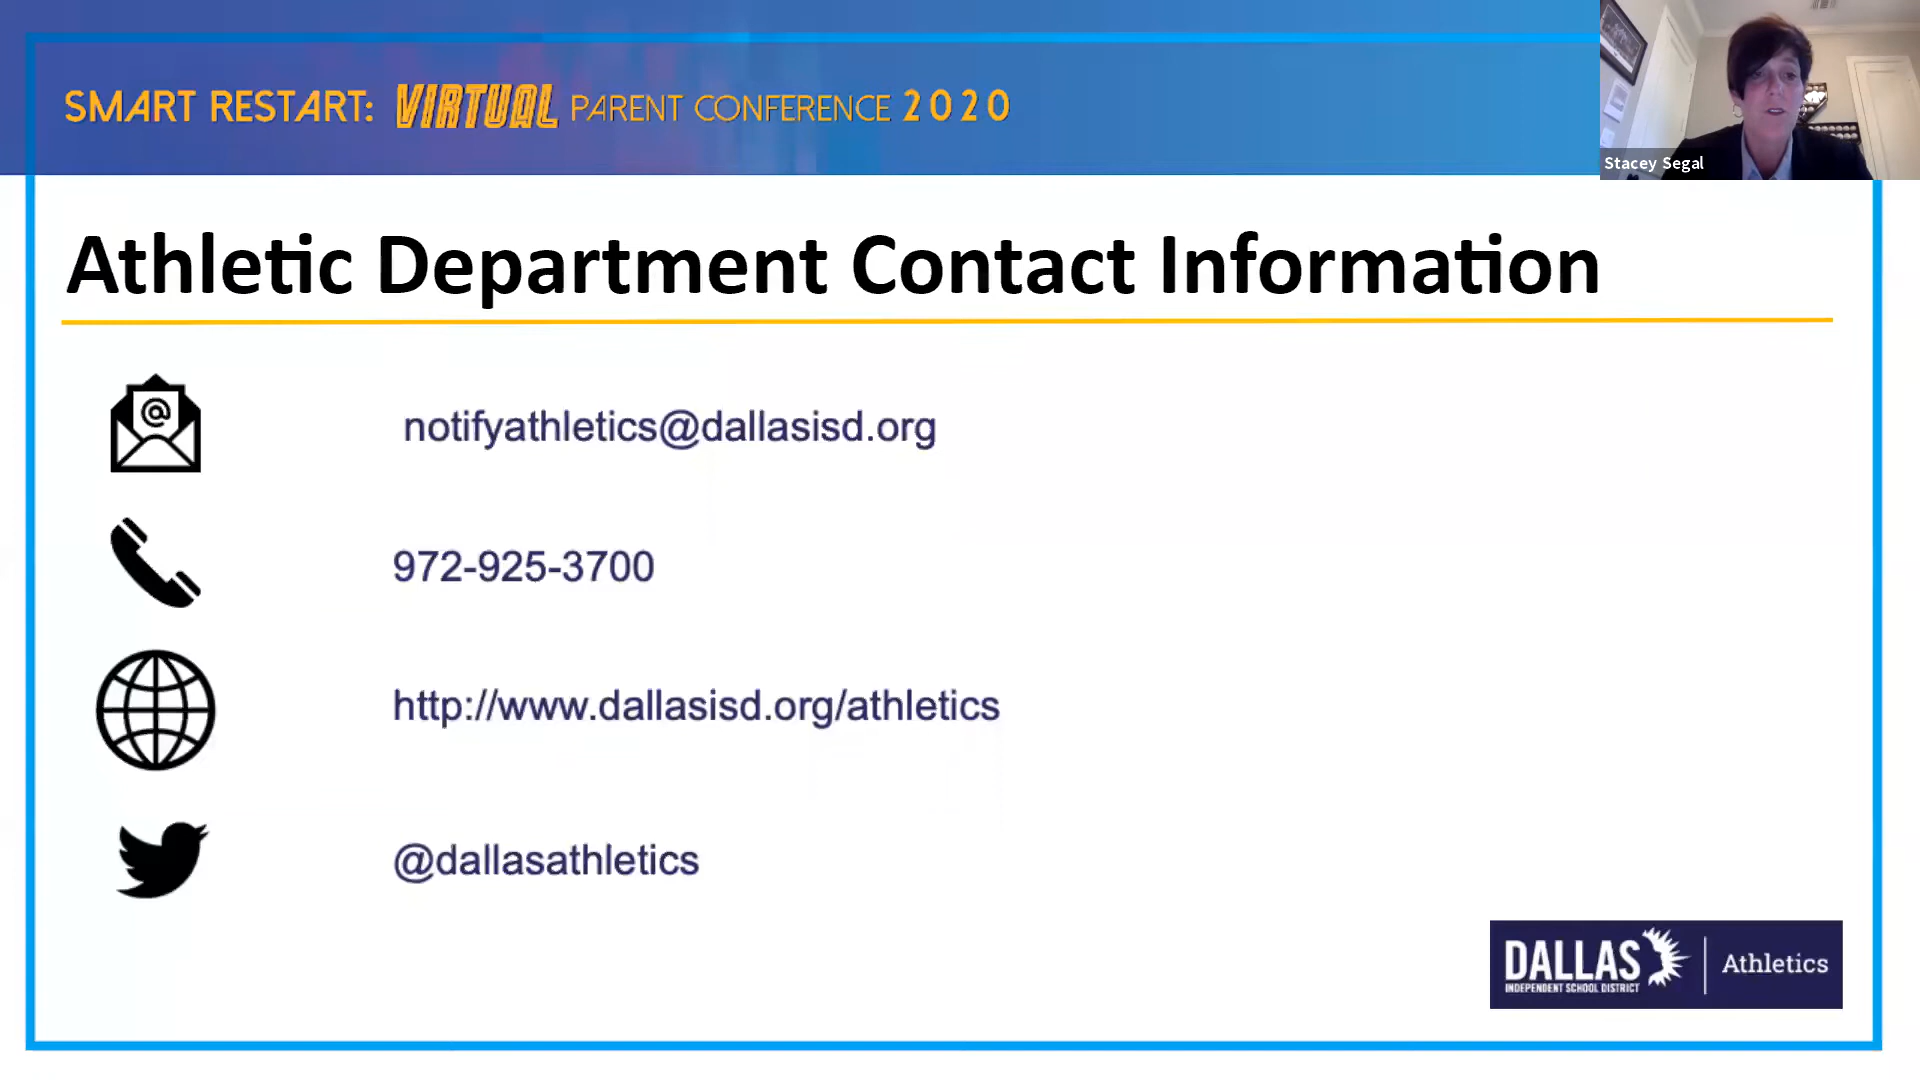 SMART RESTART: VIRTUAL PARENT CONFERENCE 2020
Stacey Segal
Athletic Department Contact Information
@
notifyathletics@dallasisd.org
972-925-3700
http://www.dallasisd.org/athletics
@dallasathletics
DALLAS
INDEPENDENT SCHOOL DISTRICT
Athletics